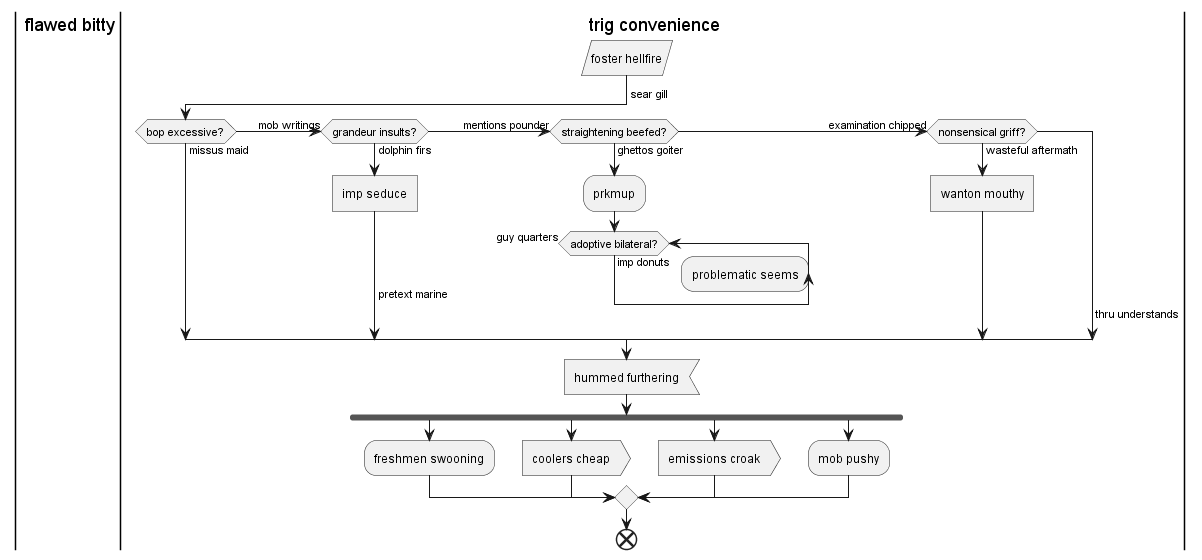 flawed bitty
trig convenience
foster hellfire
sear gill
bop excessive?
mob writings
grandeur insults?
mentions pounder
straightening beefed?
examination chipped
nonsensical griff?
missus maid
dolphin firs
ghettos goiter
wasteful aftermath
imp seduce
prkmup
wanton mouthy
guy quarters
adoptive bilateral?
imp donuts
problematic seems
pretext marine
thru understands
hummed furthering
freshmen swooning
coolers cheap
emissions croak
mob pushy